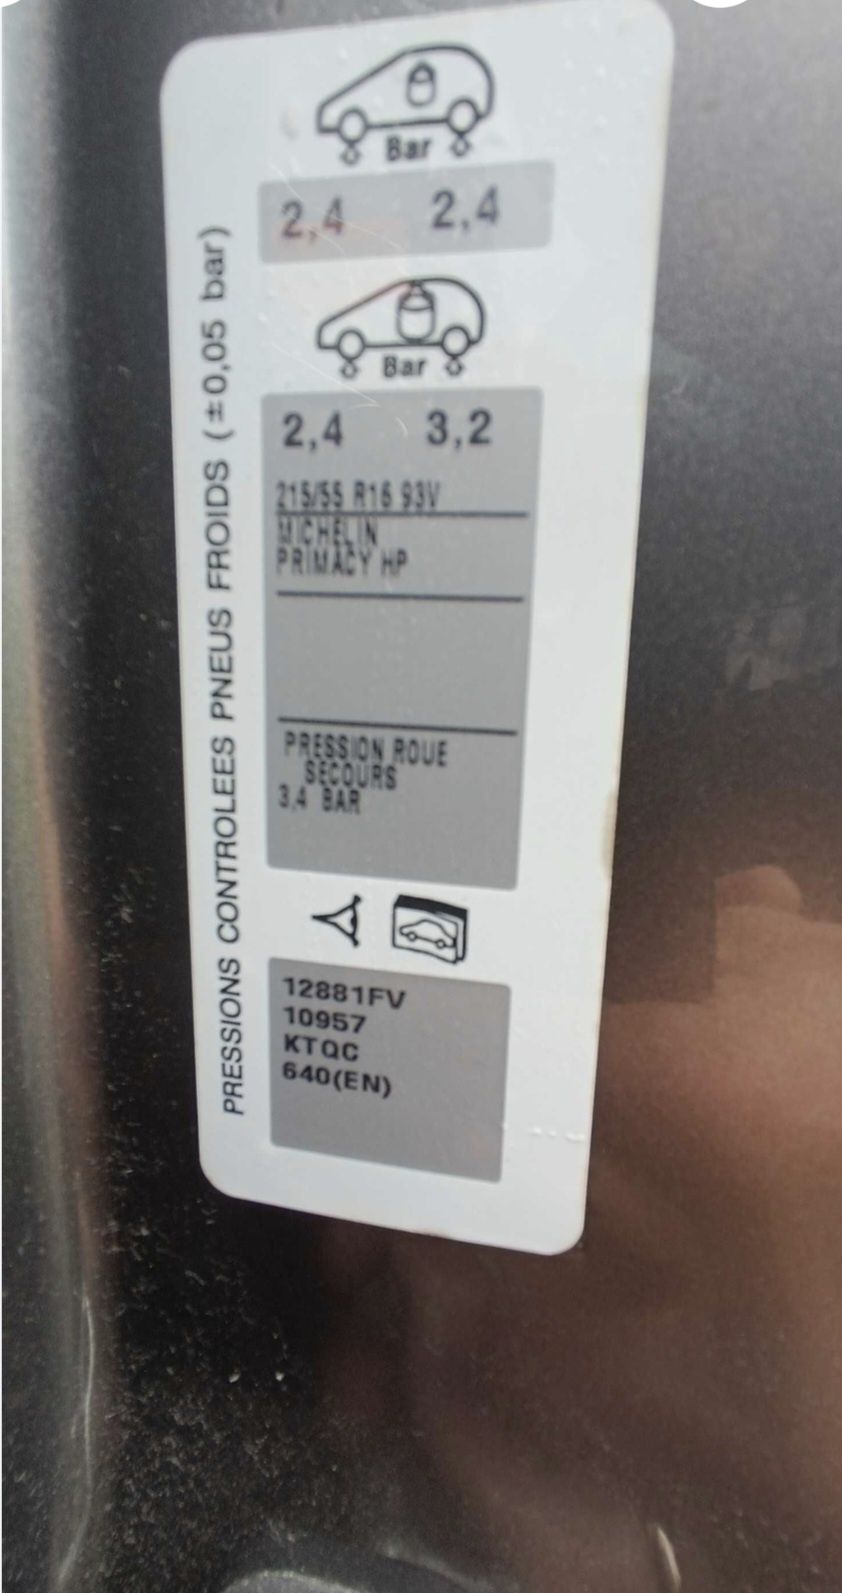 PRESSIONS CONTROLEES PNEUS FROIDS (±0,05 bar)
Bar
2,4 2,4
Bar
2,4 3,2
215/55 R16 93V
MICHELIN
PRIMACY HP
PRESSION ROUE
SECOURS
3,4 BAR
12881FV
10957
KTQC
640(EN)